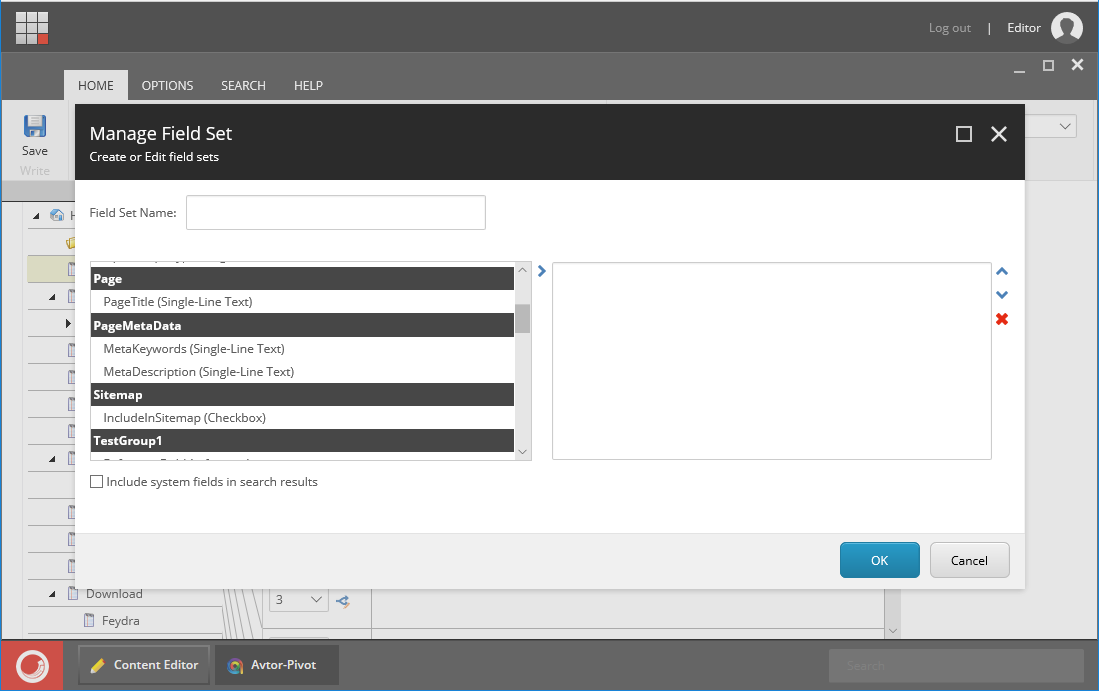 Log out | Editor
HOME OPTIONS SEARCH HELP
Save
Write
Manage Field Set
Create or Edit field sets
Field Set Name:
Page
PageTitle (Single-Line Text)
PageMetaData
MetaKeywords (Single-Line Text)
MetaDescription (Single-Line Text)
Sitemap
IncludeInSitemap (Checkbox)
TestGroup1
Include system fields in search results
OK Cancel
Download
3
Feydra
Content Editor Avtor-Pivot Search